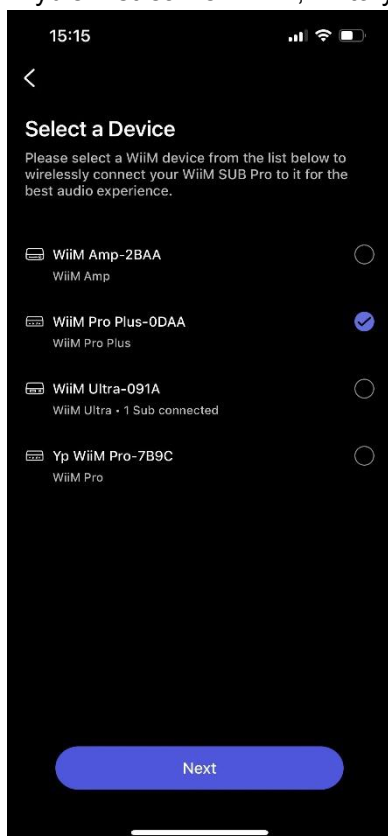 15:15
Select a Device
Please select a WiiM device from the list below to
wirelessly connect your WiiM SUB Pro to it for the
best audio experience.
WiiM Amp-2BAA
WiiM Amp
WiiM Pro Plus-0DAA
WiiM Pro Plus
WiiM Ultra-091A
WiiM Ultra • 1 Sub connected
Yp WiiM Pro-7B9C
WiiM Pro
Next